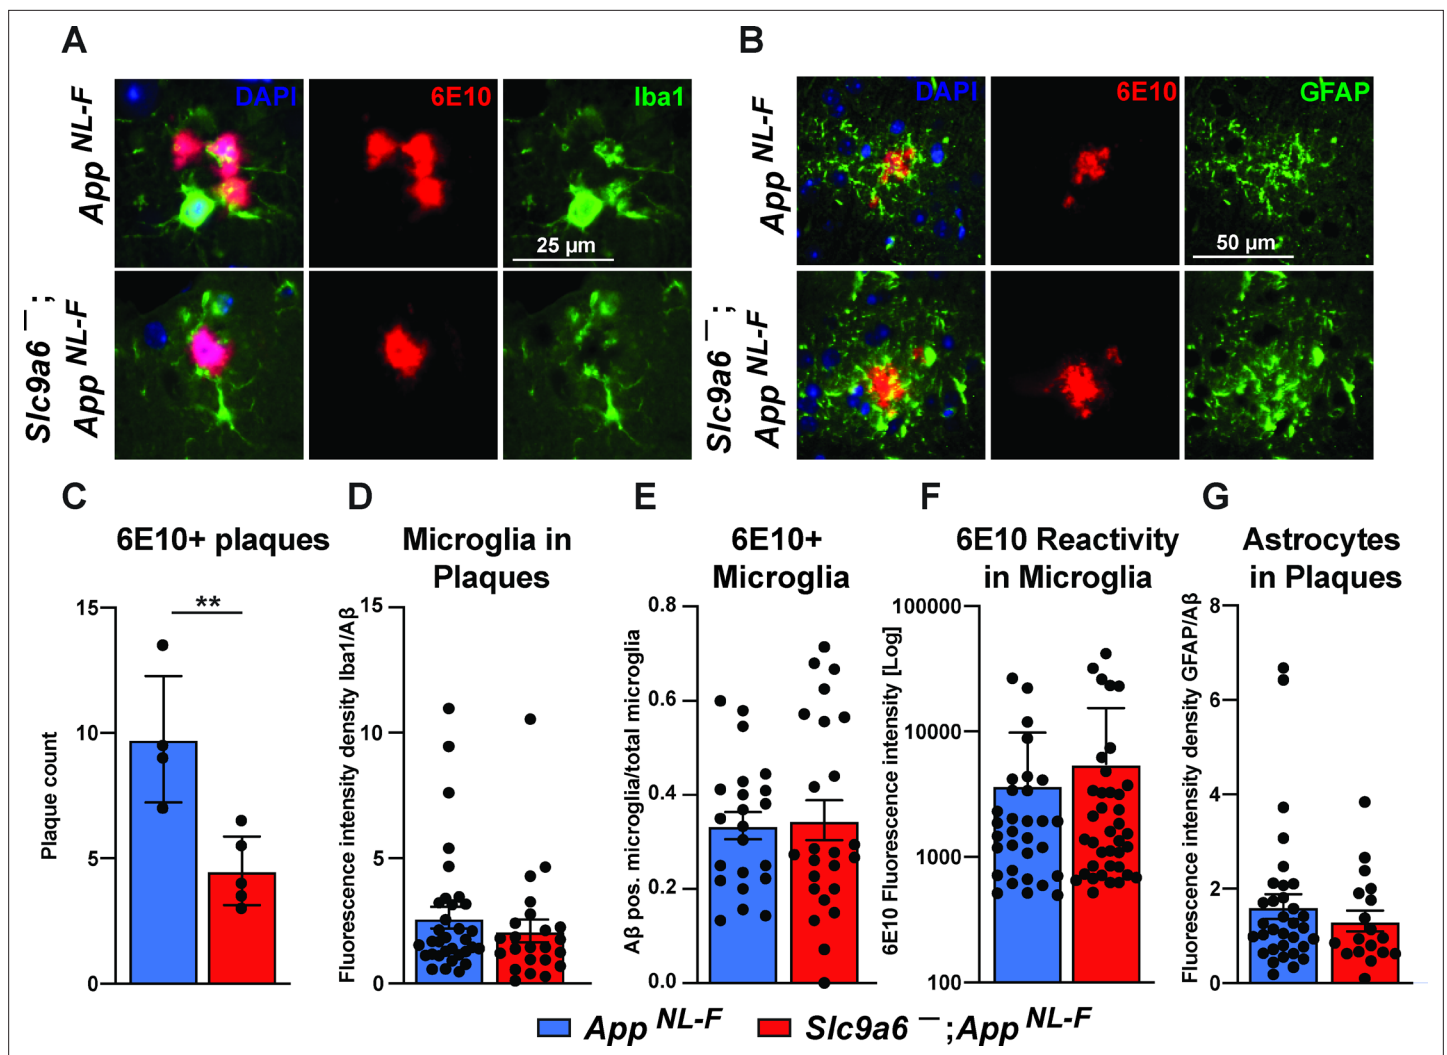 A
B
App NL-F
DAPI
6E10
Iba1
25 µm
App NL-F
DAPI
6E10
GFAP
50 µm
Slc9a6 –;
App NL-F
Slc9a6 –;
App NL-F
C
6E10+ plaques
Plaque count
15
10
5
0
**
D
Microglia in
Plaques
Fluorescence intensity density Iba1/Aβ
15
10
5
0
E
6E10+
Microglia
Aβ pos. microglia/total microglia
0.8
0.6
0.4
0.2
0.0
F
6E10 Reactivity
in Microglia
6E10 Fluorescence intensity [Log]
100000
10000
1000
100
G
Astrocytes
in Plaques
Fluorescence intensity density GFAP/Aβ
8
6
4
2
0
App NL-F
Slc9a6 –;App NL-F